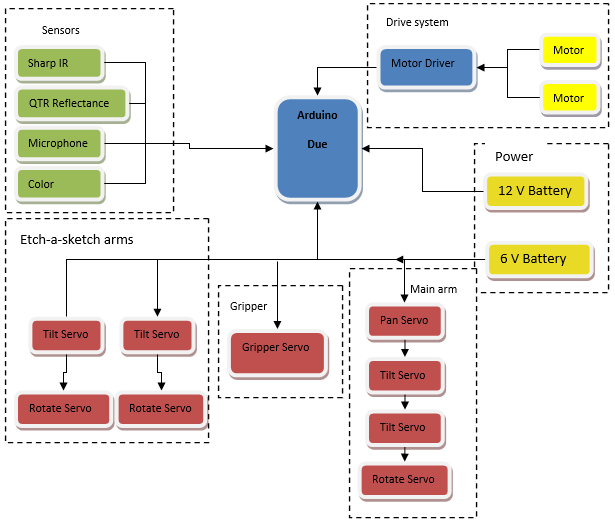 Sensors
Sharp IR
QTR Reflectance
Microphone
Color
Drive system
Motor Driver
Motor
Motor
Arduino
Due
Power
12 V Battery
6 V Battery
Etch-a-sketch arms
Tilt Servo
Tilt Servo
Rotate Servo
Rotate Servo
Gripper
Gripper Servo
Main arm
Pan Servo
Tilt Servo
Tilt Servo
Rotate Servo